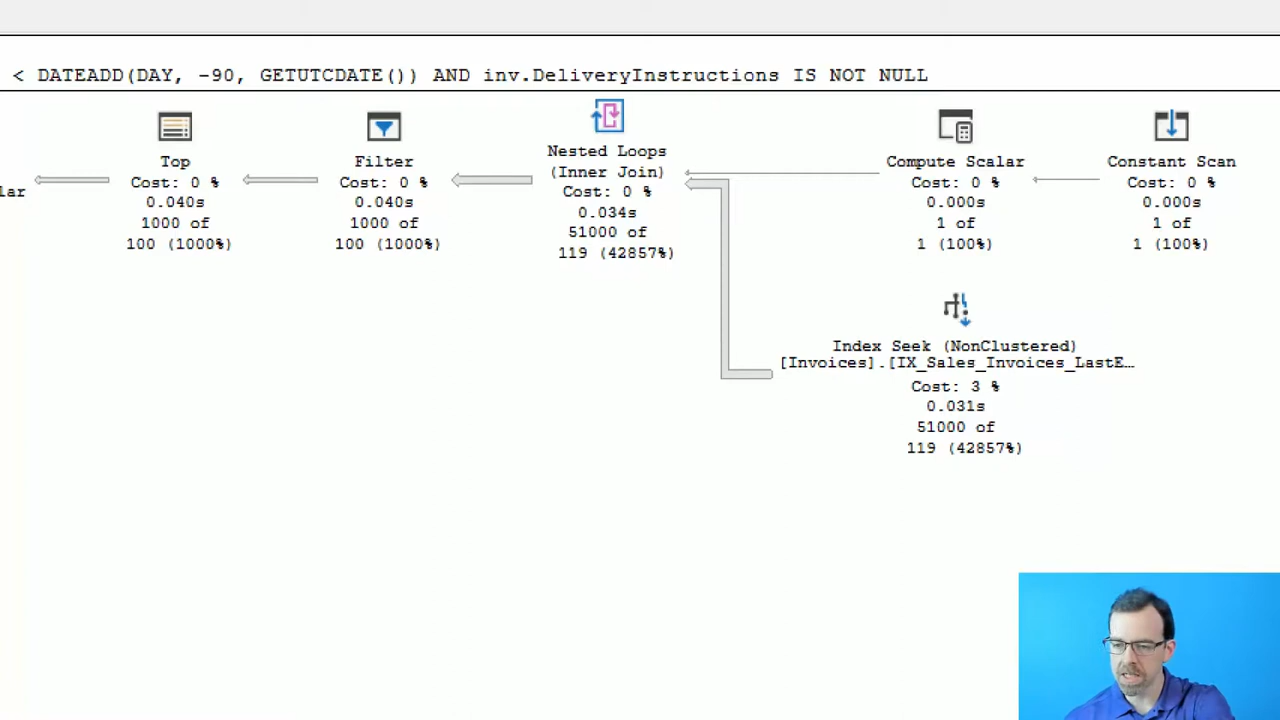 < DATEADD(DAY, -90, GETUTCDATE()) AND inv.DeliveryInstructions IS NOT NULL
lar
Top
Cost: 0 %
0.040s
1000 of
100 (1000%)
Filter
Cost: 0 %
0.040s
1000 of
100 (1000%)
Nested Loops
(Inner Join)
Cost: 0 %
0.034s
51000 of
119 (42857%)
Compute Scalar
Cost: 0 %
0.000s
1 of
1 (100%)
Constant Scan
Cost: 0 %
0.000s
1 of
1 (100%)
Index Seek (NonClustered)
[Invoices].[IX_Sales_Invoices_LastE…
Cost: 3 %
0.031s
51000 of
119 (42857%)